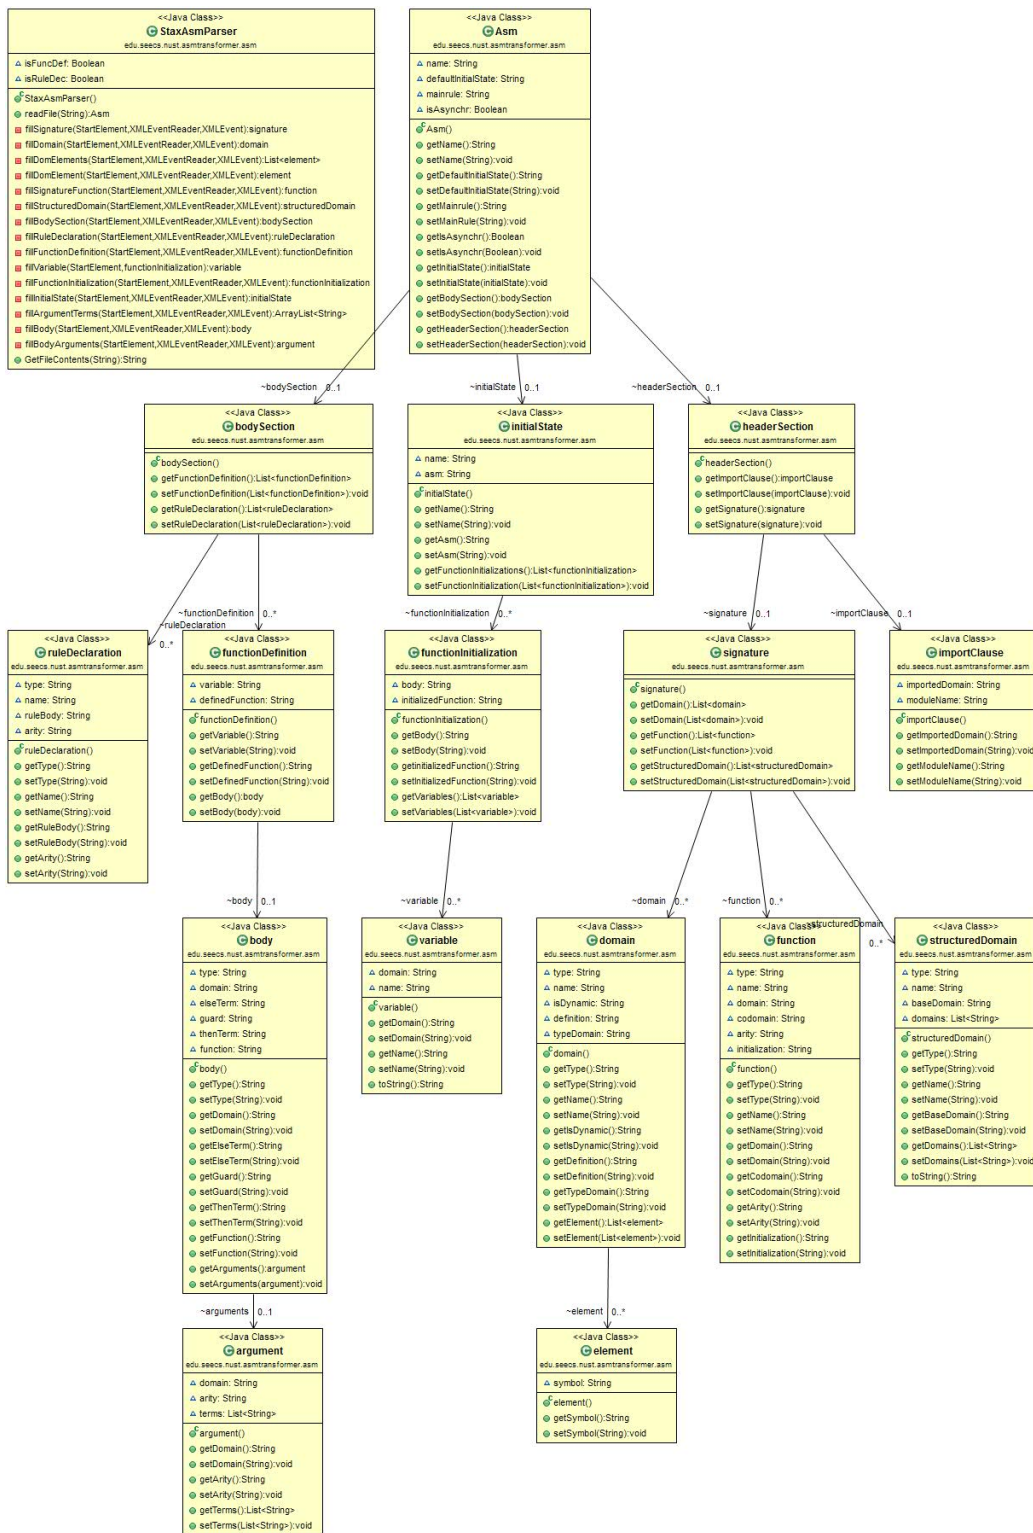 <<Java Class>>
StaxAsmParser
edu.seecs.nust.asmtransformer.asm
isFuncDef: Boolean
isRuleDec: Boolean
StaxAsmParser()
readFile(String):Asm
fillSignature(StartElement,XMLEventReader,XMLEvent):signature
fillDomain(StartElement,XMLEventReader,XMLEvent):domain
fillDomElements(StartElement,XMLEventReader,XMLEvent):List<element>
fillDomElement(StartElement,XMLEventReader,XMLEvent):element
fillSignatureFunction(StartElement,XMLEventReader,XMLEvent):function
fillStructuredDomain(StartElement,XMLEventReader,XMLEvent):structuredDomain
fillBodySection(StartElement,XMLEventReader,XMLEvent):bodySection
fillRuleDeclaration(StartElement,XMLEventReader,XMLEvent):ruleDeclaration
fillFunctionDefinition(StartElement,XMLEventReader,XMLEvent):functionDefinition
fillVariable(StartElement,functionInitialization):variable
fillFunctionInitialization(StartElement,XMLEventReader,XMLEvent):functionInitialization
fillInitialState(StartElement,XMLEventReader,XMLEvent):initialState
fillArgumentTerms(StartElement,XMLEventReader,XMLEvent):ArrayList<String>
fillBody(StartElement,XMLEventReader,XMLEvent):body
fillBodyArguments(StartElement,XMLEventReader,XMLEvent):argument
GetFileContents(String):String
<<Java Class>>
Asm
edu.seecs.nust.asmtransformer.asm
name: String
defaultInitialState: String
mainrule: String
isAsynchr: Boolean
Asm()
getName():String
setName(String):void
getDefaultInitialState():String
setDefaultInitialState(String):void
getMainrule():String
setMainRule(String):void
getIsAsynchr():Boolean
setIsAsynchr(Boolean):void
getInitialState():initialState
setInitialState(initialState):void
getBodySection():bodySection
setBodySection(bodySection):void
getHeaderSection():headerSection
setHeaderSection(headerSection):void
~bodySection 0..1
~initialState 0..1
~headerSection 0..1
<<Java Class>>
bodySection
edu.seecs.nust.asmtransformer.asm
bodySection()
getFunctionDefinition():List<functionDefinition>
setFunctionDefinition(List<functionDefinition>):void
getRuleDeclaration():List<ruleDeclaration>
setRuleDeclaration(List<ruleDeclaration>):void
<<Java Class>>
initialState
edu.seecs.nust.asmtransformer.asm
name: String
asm: String
initialState()
getName():String
setName(String):void
getAsm():String
setAsm(String):void
getFunctionInitializations():List<functionInitialization>
setFunctionInitialization(List<functionInitialization>):void
<<Java Class>>
headerSection
edu.seecs.nust.asmtransformer.asm
headerSection()
getImportClause():importClause
setImportClause(importClause):void
getSignature():signature
setSignature(signature):void
~functionDefinition 0..*
~ruleDeclaration
0..*
~functionInitialization 0..*
~signature 0..1
~importClause 0..1
<<Java Class>>
ruleDeclaration
edu.seecs.nust.asmtransformer.asm
type: String
name: String
ruleBody: String
arity: String
ruleDeclaration()
getType():String
setType(String):void
getName():String
setName(String):void
getRuleBody():String
setRuleBody(String):void
getArity():String
setArity(String):void
<<Java Class>>
functionDefinition
edu.seecs.nust.asmtransformer.asm
variable: String
definedFunction: String
functionDefinition()
getVariable():String
setVariable(String):void
getDefinedFunction():String
setDefinedFunction(String):void
getBody():body
setBody(body):void
<<Java Class>>
functionInitialization
edu.seecs.nust.asmtransformer.asm
body: String
initializedFunction: String
functionInitialization()
getBody():String
setBody(String):void
getInitializedFunction():String
setInitializedFunction(String):void
getVariables():List<variable>
setVariables(List<variable>):void
<<Java Class>>
signature
edu.seecs.nust.asmtransformer.asm
signature()
getDomain():List<domain>
setDomain(List<domain>):void
getFunction():List<function>
setFunction(List<function>):void
getStructuredDomain():List<structuredDomain>
setStructuredDomain(List<structuredDomain>):void
<<Java Class>>
importClause
edu.seecs.nust.asmtransformer.asm
importedDomain: String
moduleName: String
importClause()
getImportedDomain():String
setImportedDomain(String):void
getModuleName():String
setModuleName(String):void
~body 0..1
~variable 0..*
~domain 0..*
~function 0..*
~structuredDomain
0..*
<<Java Class>>
body
edu.seecs.nust.asmtransformer.asm
type: String
domain: String
elseTerm: String
guard: String
thenTerm: String
function: String
body()
getType():String
setType(String):void
getDomain():String
setDomain(String):void
getElseTerm():String
setElseTerm(String):void
getGuard():String
setGuard(String):void
getThenTerm():String
setThenTerm(String):void
getFunction():String
setFunction(String):void
getArguments():argument
setArguments(argument):void
<<Java Class>>
variable
edu.seecs.nust.asmtransformer.asm
domain: String
name: String
variable()
getDomain():String
setDomain(String):void
getName():String
setName(String):void
toString():String
<<Java Class>>
domain
edu.seecs.nust.asmtransformer.asm
type: String
name: String
isDynamic: String
definition: String
typeDomain: String
domain()
getType():String
setType(String):void
getName():String
setName(String):void
getIsDynamic():String
setIsDynamic(String):void
getDefinition():String
setDefinition(String):void
getTypeDomain():String
setTypeDomain(String):void
getElement():List<element>
setElement(List<element>):void
<<Java Class>>
function
edu.seecs.nust.asmtransformer.asm
type: String
name: String
domain: String
codomain: String
arity: String
initialization: String
function()
getType():String
setType(String):void
getName():String
setName(String):void
getDomain():String
setDomain(String):void
getCodomain():String
setCodomain(String):void
getArity():String
setArity(String):void
getInitialization():String
setInitialization(String):void
<<Java Class>>
structuredDomain
edu.seecs.nust.asmtransformer.asm
type: String
name: String
baseDomain: String
domains: List<String>
structuredDomain()
getType():String
setType(String):void
getName():String
setName(String):void
getBaseDomain():String
setBaseDomain(String):void
getDomains():List<String>
setDomains(List<String>):void
toString():String
~arguments 0..1
~element 0..*
<<Java Class>>
argument
edu.seecs.nust.asmtransformer.asm
domain: String
arity: String
terms: List<String>
argument()
getDomain():String
setDomain(String):void
getArity():String
setArity(String):void
getTerms():List<String>
setTerms(List<String>):void
<<Java Class>>
element
edu.seecs.nust.asmtransformer.asm
symbol: String
element()
getSymbol():String
setSymbol(String):void